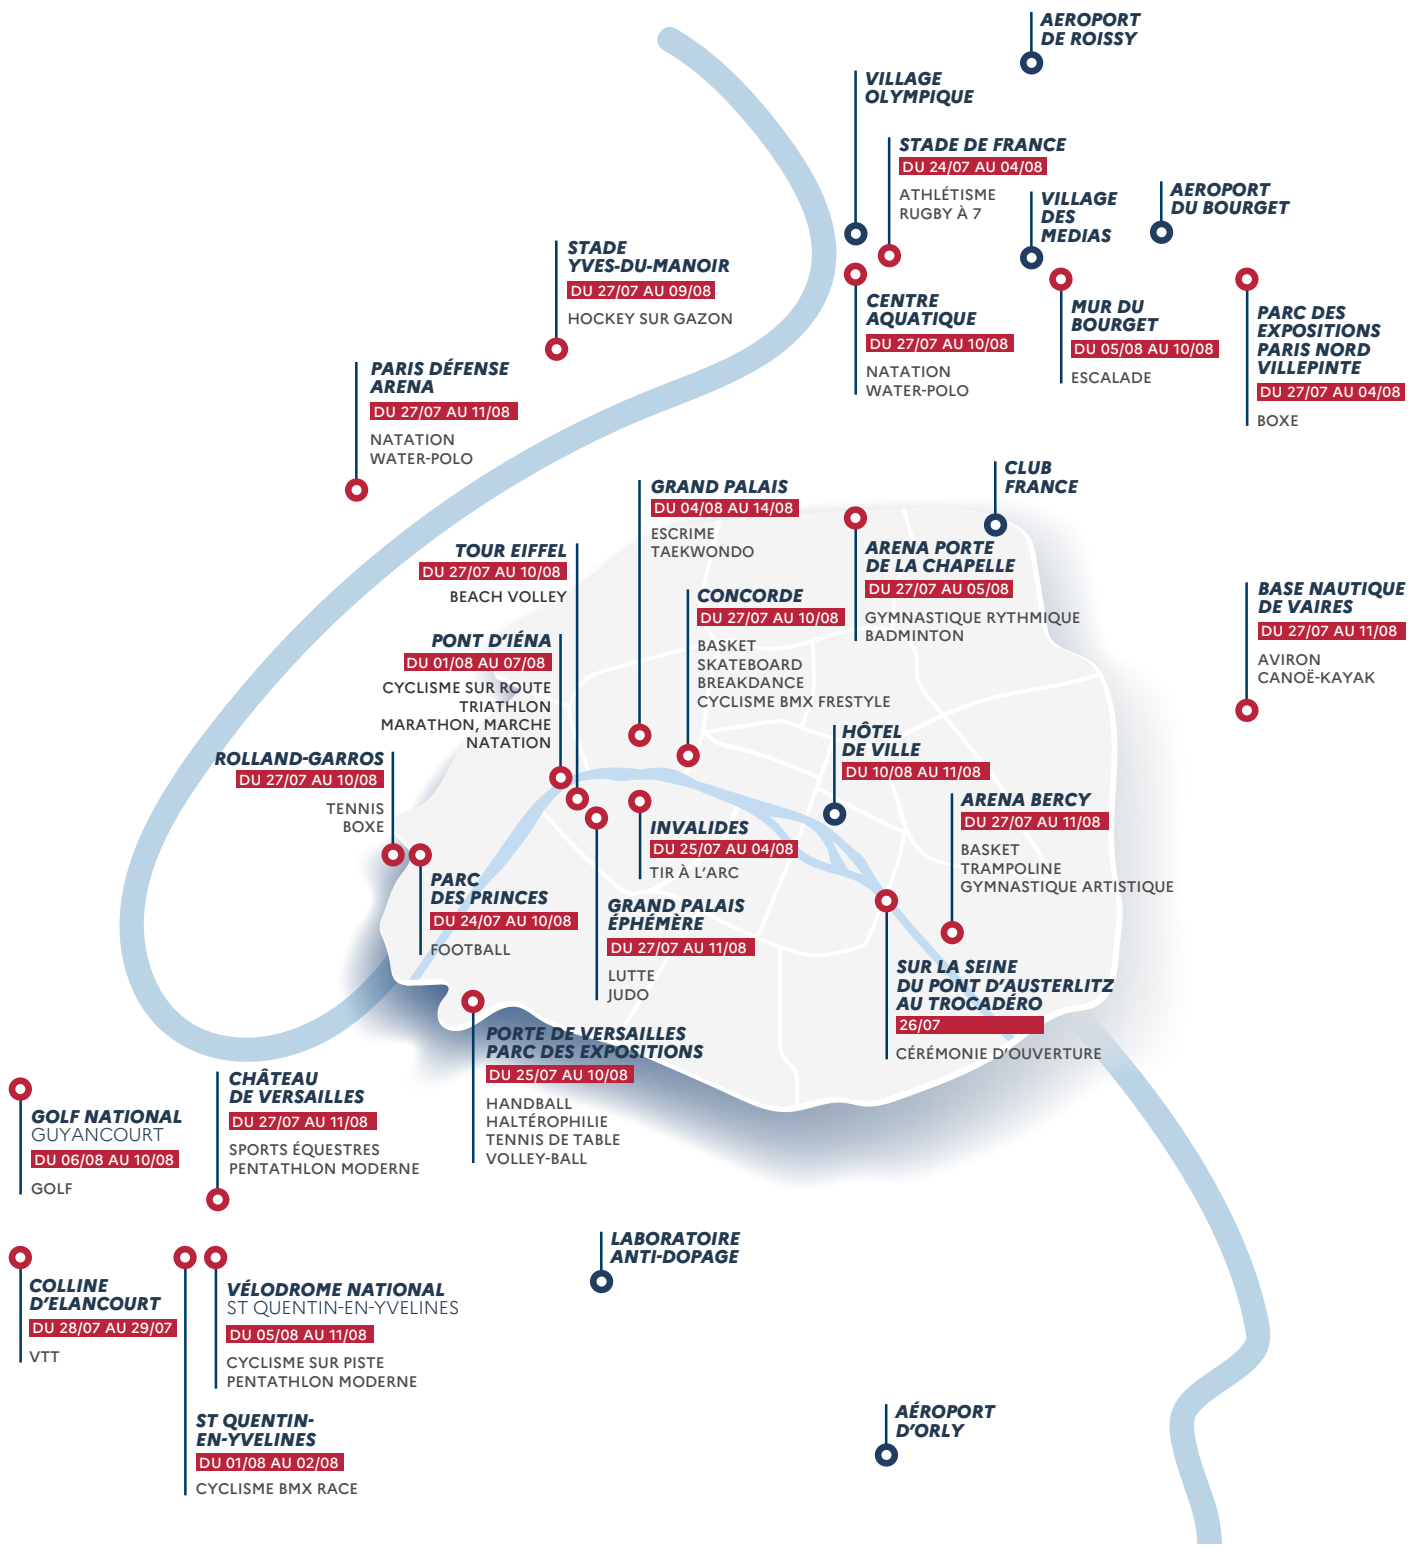 AEROPORT
DE ROISSY
VILLAGE
OLYMPIQUE
STADE DE FRANCE
DU 24/07 AU 04/08
ATHLÉTISME
RUGBY À 7
VILLAGE
DES
MEDIAS
AEROPORT
DU BOURGET
STADE
YVES-DU-MANOIR
DU 27/07 AU 09/08
HOCKEY SUR GAZON
CENTRE
AQUATIQUE
DU 27/07 AU 10/08
NATATION
WATER-POLO
MUR DU
BOURGET
DU 05/08 AU 10/08
ESCALADE
PARC DES
EXPOSITIONS
PARIS NORD
VILLEPINTE
DU 27/07 AU 04/08
BOXE
PARIS DÉFENSE
ARENA
DU 27/07 AU 11/08
NATATION
WATER-POLO
CLUB
FRANCE
GRAND PALAIS
DU 04/08 AU 14/08
ESCRIME
TAEKWONDO
TOUR EIFFEL
DU 27/07 AU 10/08
BEACH VOLLEY
ARENA PORTE
DE LA CHAPELLE
DU 27/07 AU 05/08
GYMNASTIQUE RYTHMIQUE
BADMINTON
CONCORDE
DU 27/07 AU 10/08
BASKET
SKATEBOARD
BREAKDANCE
CYCLISME BMX FRESTYLE
BASE NAUTIQUE
DE VAIRES
DU 27/07 AU 11/08
AVIRON
CANOË-KAYAK
PONT D'IÉNA
DU 01/08 AU 07/08
CYCLISME SUR ROUTE
TRIATHLON
MARATHON, MARCHE
NATATION
HÔTEL
DE VILLE
DU 10/08 AU 11/08
ROLLAND-GARROS
DU 27/07 AU 10/08
TENNIS
BOXE
ARENA BERCY
DU 27/07 AU 11/08
BASKET
TRAMPOLINE
GYMNASTIQUE ARTISTIQUE
INVALIDES
DU 25/07 AU 04/08
TIR À L'ARC
PARC
DES PRINCES
DU 24/07 AU 10/08
FOOTBALL
GRAND PALAIS
ÉPHÉMÈRE
DU 27/07 AU 11/08
LUTTE
JUDO
SUR LA SEINE
DU PONT D'AUSTERLITZ
AU TROCADÉRO
26/07
CÉRÉMONIE D'OUVERTURE
PORTE DE VERSAILLES
PARC DES EXPOSITIONS
DU 25/07 AU 10/08
HANDBALL
HALTÉROPHILIE
TENNIS DE TABLE
VOLLEY-BALL
CHÂTEAU
DE VERSAILLES
DU 27/07 AU 11/08
SPORTS ÉQUESTRES
PENTATHLON MODERNE
GOLF NATIONAL
GUYANCOURT
DU 06/08 AU 10/08
GOLF
LABORATOIRE
ANTI-DOPAGE
COLLINE
D'ELANCOURT
DU 28/07 AU 29/07
VTT
VÉLODROME NATIONAL
ST QUENTIN-EN-YVELINES
DU 05/08 AU 11/08
CYCLISME SUR PISTE
PENTATHLON MODERNE
ST QUENTIN-
EN-YVELINES
DU 01/08 AU 02/08
CYCLISME BMX RACE
AÉROPORT
D'ORLY